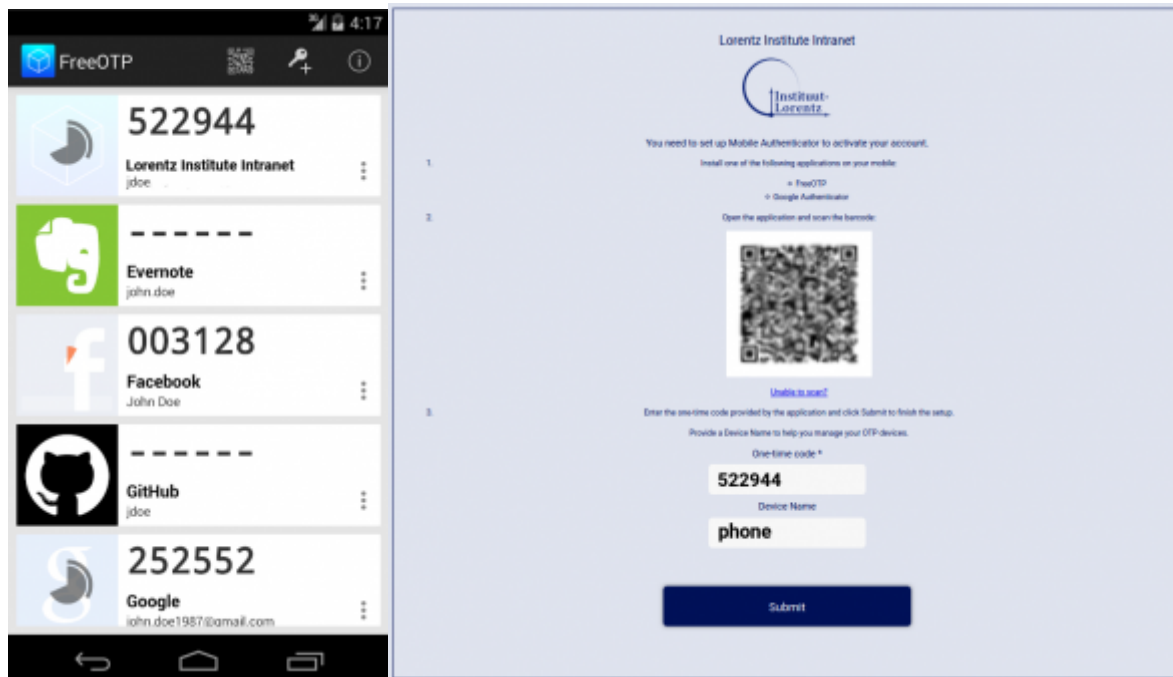 3G 4:17
FreeOTP
522944
Lorentz Institute Intranet
jdoe
------
Evernote
john.doe
003128
Facebook
John Doe
------
GitHub
jdoe
252552
Google
john.doe1987@gmail.com
Lorentz Institute Intranet
Instituut-
Lorentz
You need to set up Mobile Authenticator to activate your account.
1. Install one of the following applications on your mobile:
FreeOTP
Google Authenticator
2. Open the application and scan the barcode:
Unable to scan?
3. Enter the one-time code provided by the application and click Submit to finish the setup.
Provide a Device Name to help you manage your OTP devices.
One-time code *
522944
Device Name
phone
Submit